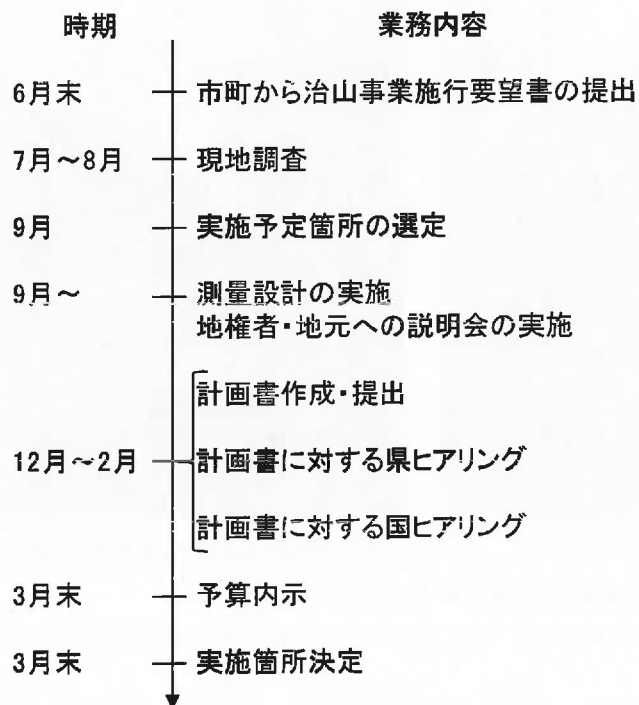 時期 業務内容
6月末 市町から治山事業施行要望書の提出
7月～8月 現地調査
9月 実施予定箇所の選定
9月～ 測量設計の実施
地権者・地元への説明会の実施
計画書作成・提出
12月～2月 計画書に対する県ヒアリング
計画書に対する国ヒアリング
3月末 予算内示
3月末 実施箇所決定